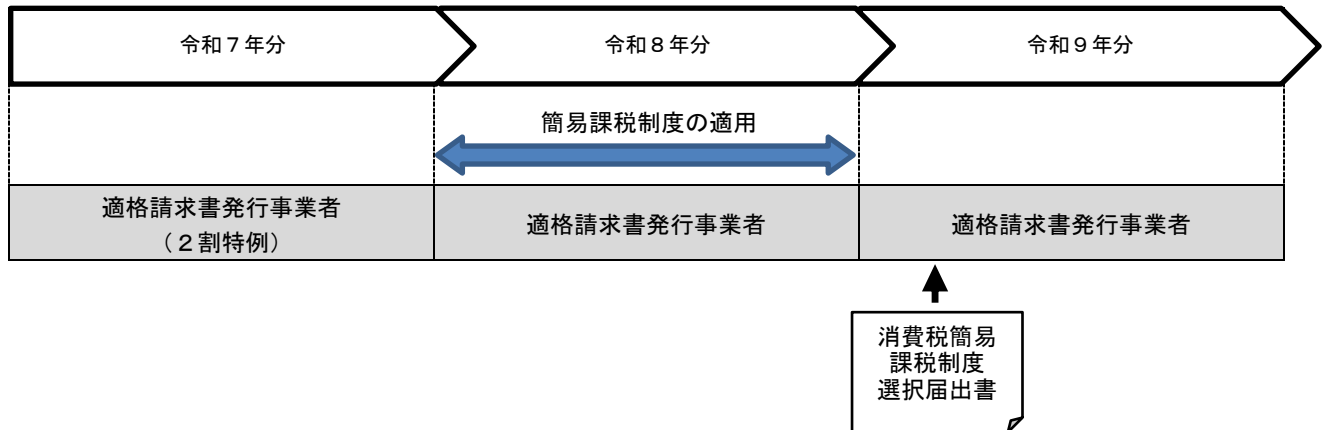 令和７年分
令和８年分
令和９年分
簡易課税制度の適用
適格請求書発行事業者
（２割特例）
適格請求書発行事業者
適格請求書発行事業者
消費税簡易
課税制度
選択届出書